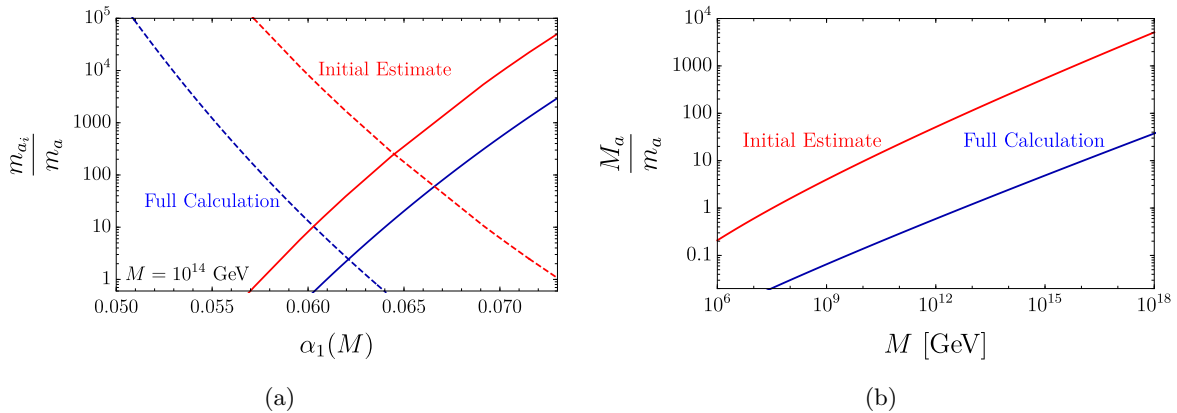 10^5
10^4
1000
100
10
1
m_{a_i}/m_a
Initial Estimate
Full Calculation
M = 10^{14} GeV
0.050 0.055 0.060 0.065 0.070
α_1(M)
(a)
1000
100
10
1
0.1
M_a/m_a
Initial Estimate Full Calculation
10^6 10^9 10^{12} 10^{15} 10^{18}
M [GeV]
(b)